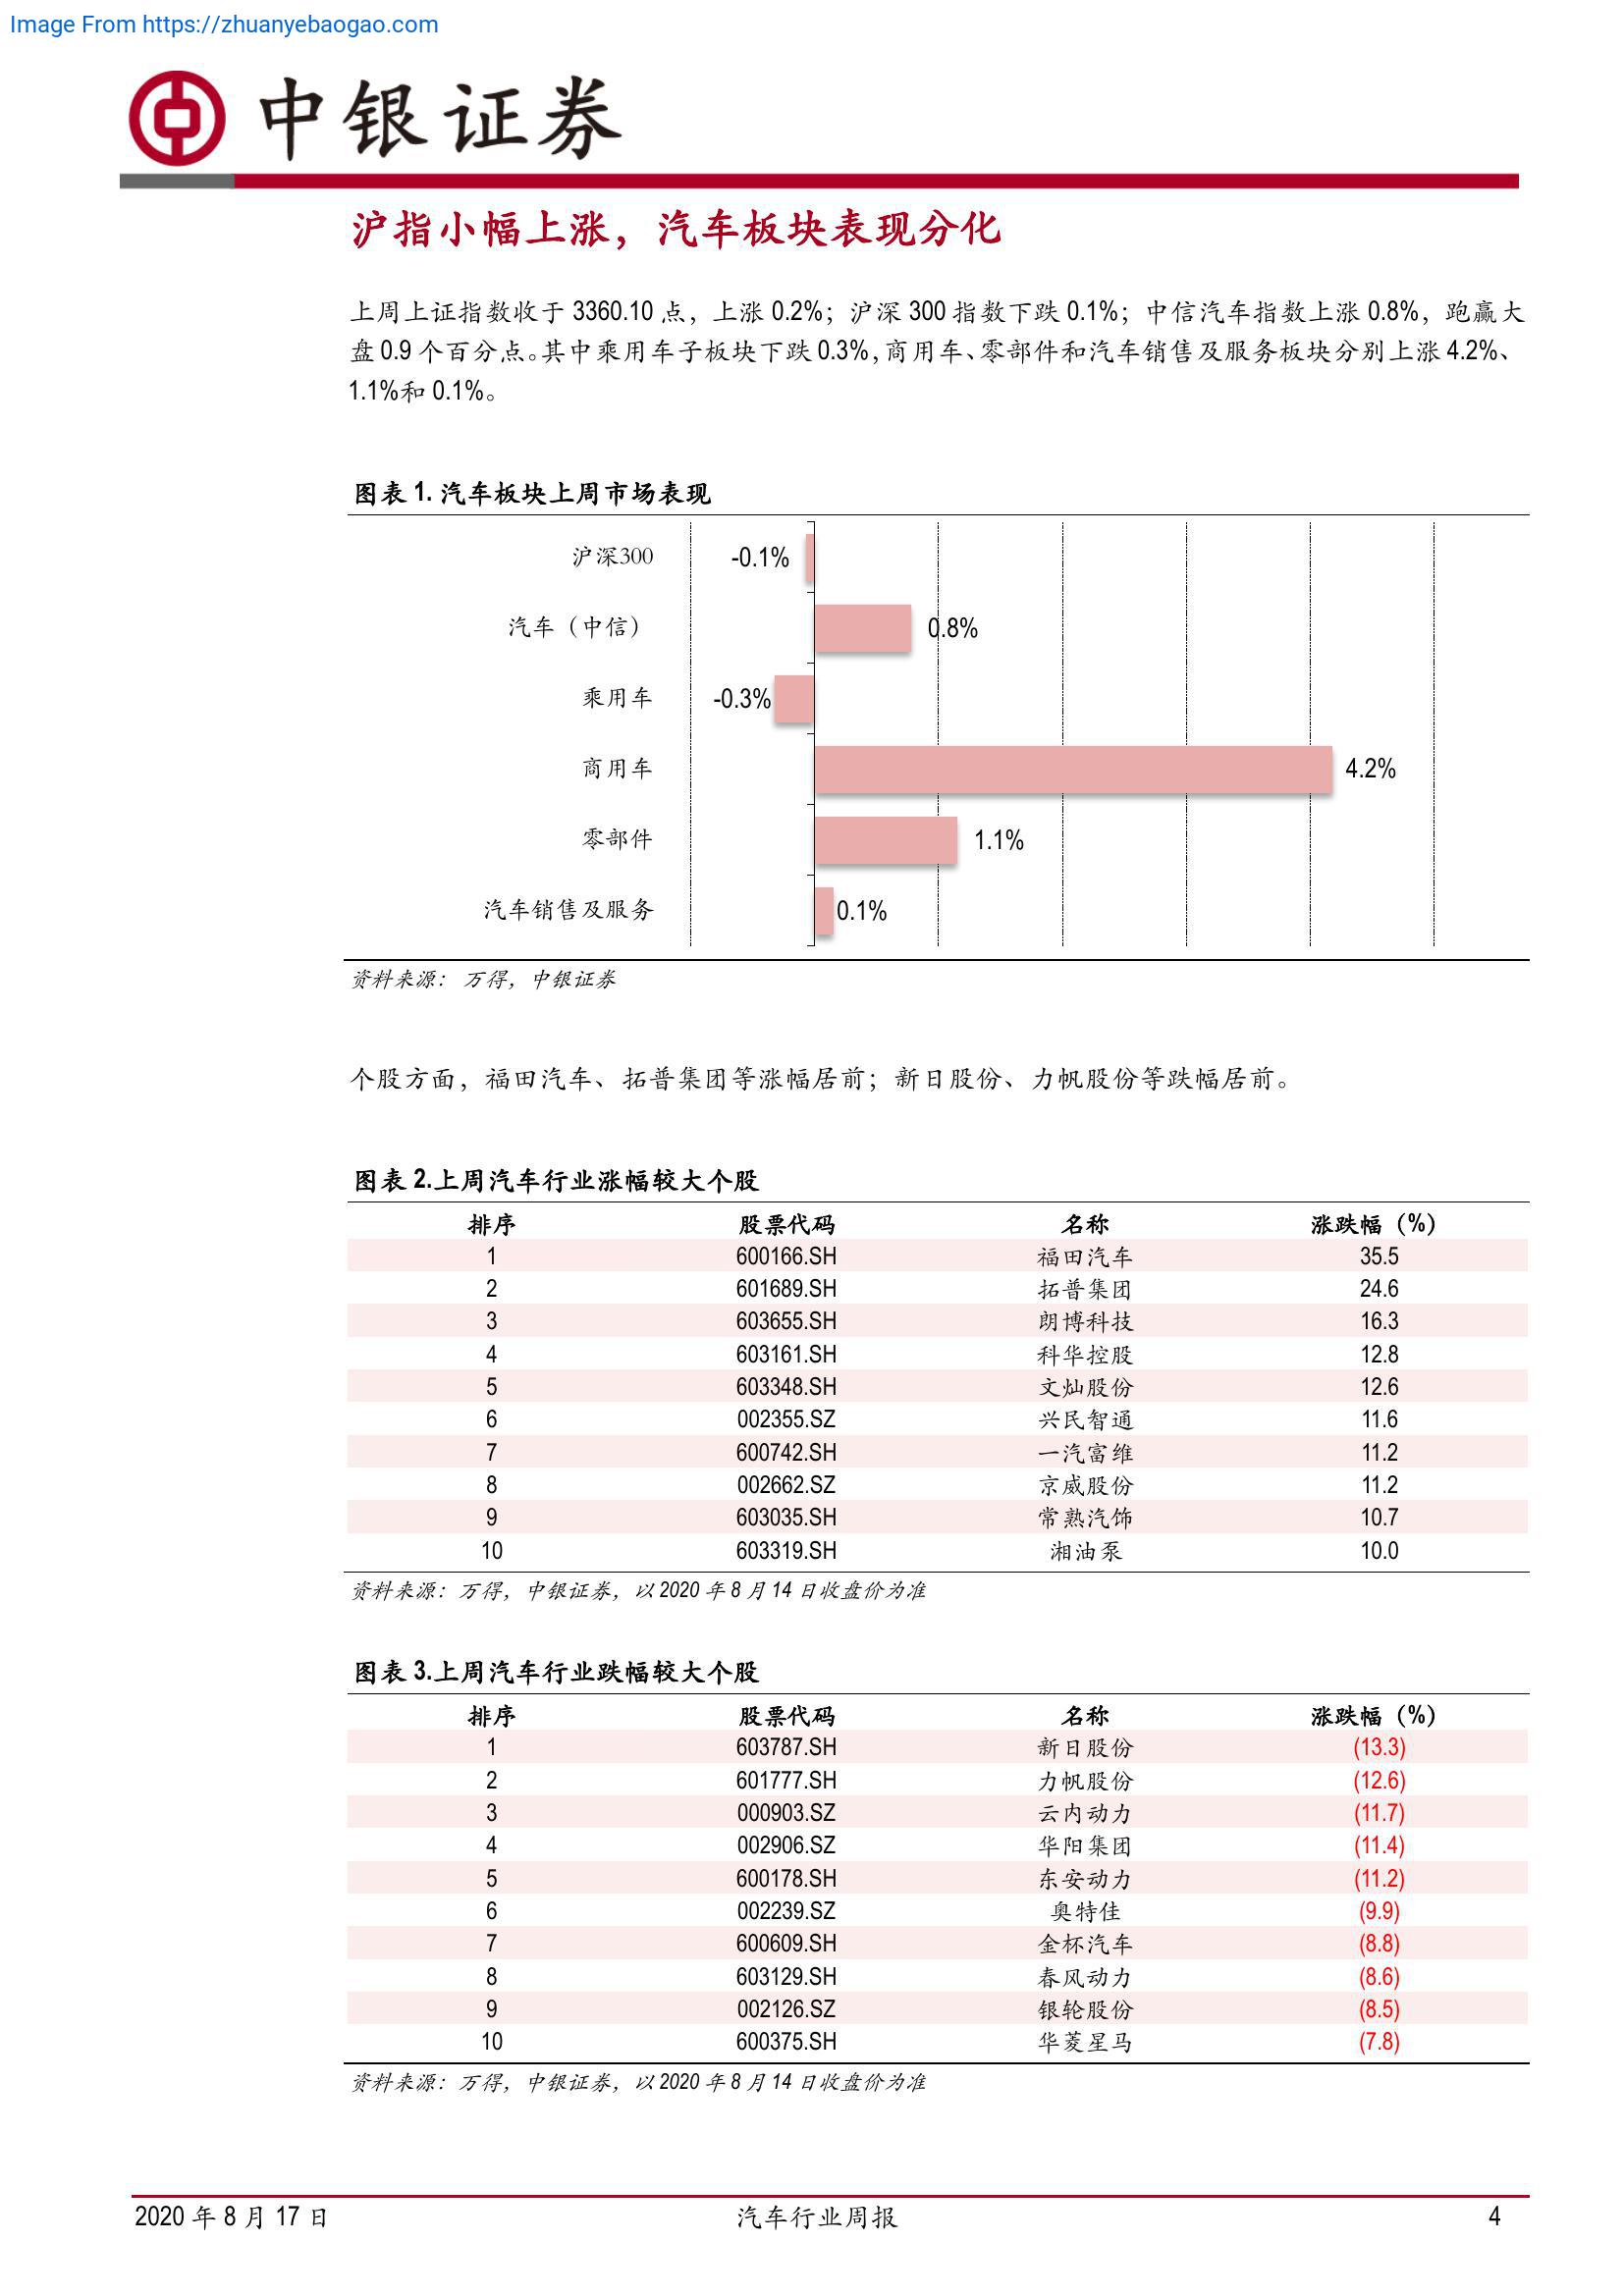 Image From https://zhuanyebaogao.com
中银证券
沪指小幅上涨，汽车板块表现分化
上周上证指数收于 3360.10 点，上涨 0.2%；沪深 300 指数下跌 0.1%；中信汽车指数上涨 0.8%，跑赢大
盘 0.9 个百分点。其中乘用车子板块下跌 0.3%，商用车、零部件和汽车销售及服务板块分别上涨 4.2%、
1.1%和 0.1%。
图表 1. 汽车板块上周市场表现
沪深300 -0.1%
汽车（中信） 0.8%
乘用车 -0.3%
商用车 4.2%
零部件 1.1%
汽车销售及服务 0.1%
资料来源： 万得，中银证券
个股方面，福田汽车、拓普集团等涨幅居前；新日股份、力帆股份等跌幅居前。
图表 2.上周汽车行业涨幅较大个股
排序 股票代码 名称 涨跌幅（%）
1 600166.SH 福田汽车 35.5
2 601689.SH 拓普集团 24.6
3 603655.SH 朗博科技 16.3
4 603161.SH 科华控股 12.8
5 603348.SH 文灿股份 12.6
6 002355.SZ 兴民智通 11.6
7 600742.SH 一汽富维 11.2
8 002662.SZ 京威股份 11.2
9 603035.SH 常熟汽饰 10.7
10 603319.SH 湘油泵 10.0
资料来源：万得，中银证券，以 2020 年 8 月 14 日收盘价为准
图表 3.上周汽车行业跌幅较大个股
排序 股票代码 名称 涨跌幅（%）
1 603787.SH 新日股份 (13.3)
2 601777.SH 力帆股份 (12.6)
3 000903.SZ 云内动力 (11.7)
4 002906.SZ 华阳集团 (11.4)
5 600178.SH 东安动力 (11.2)
6 002239.SZ 奥特佳 (9.9)
7 600609.SH 金杯汽车 (8.8)
8 603129.SH 春风动力 (8.6)
9 002126.SZ 银轮股份 (8.5)
10 600375.SH 华菱星马 (7.8)
资料来源：万得，中银证券，以 2020 年 8 月 14 日收盘价为准
2020 年 8 月 17 日 汽车行业周报 4